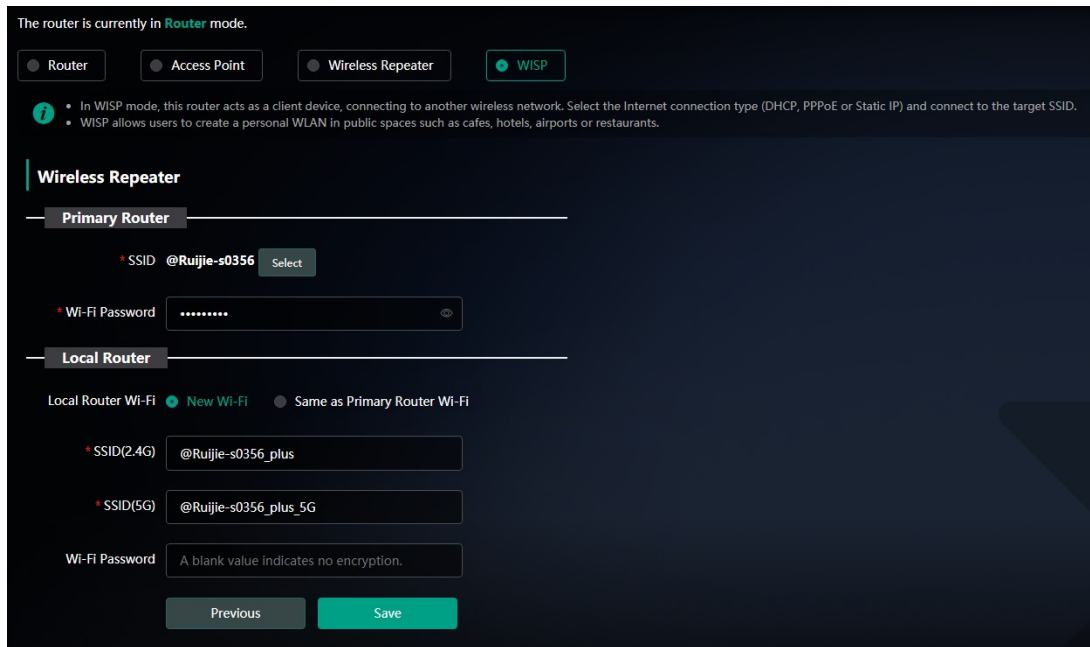 The router is currently in Router mode.
Router Access Point Wireless Repeater WISP
• In WISP mode, this router acts as a client device, connecting to another wireless network. Select the Internet connection type (DHCP, PPPoE or Static IP) and connect to the target SSID.
• WISP allows users to create a personal WLAN in public spaces such as cafes, hotels, airports or restaurants.
Wireless Repeater
Primary Router
* SSID @Ruijie-s0356 Select
* Wi-Fi Password •••••••••
Local Router
Local Router Wi-Fi New Wi-Fi Same as Primary Router Wi-Fi
* SSID(2.4G) @Ruijie-s0356_plus
* SSID(5G) @Ruijie-s0356_plus_5G
Wi-Fi Password A blank value indicates no encryption.
Previous Save